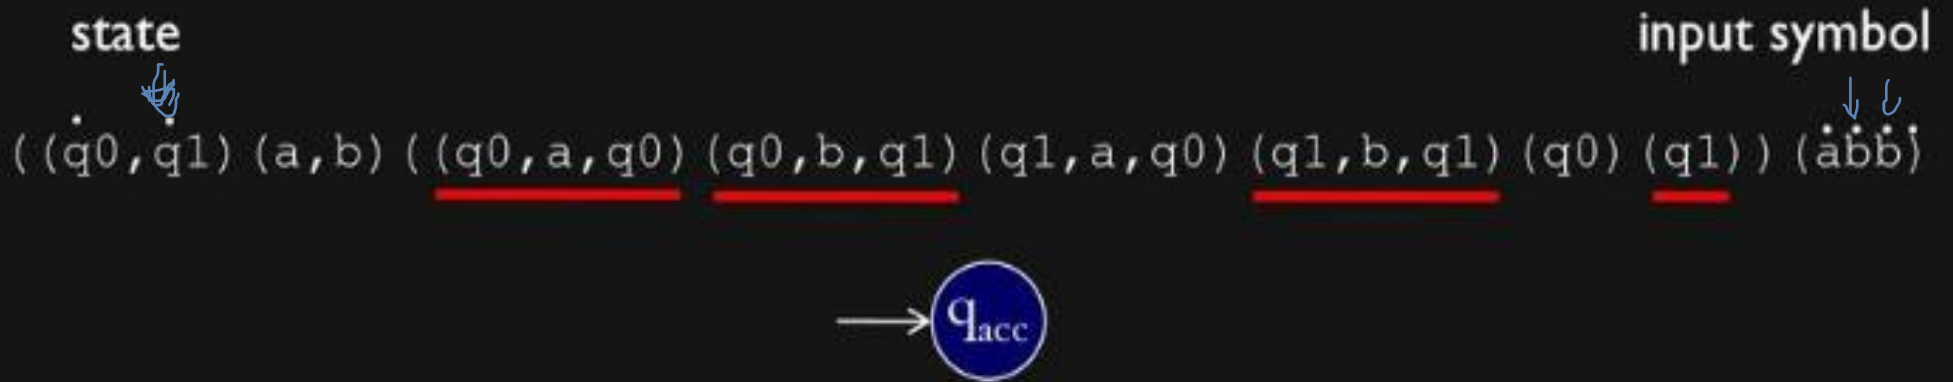 state input symbol
((q0,q1)(a,b)((q0,a,q0)(q0,b,q1)(q1,a,q0)(q1,b,q1)(q0)(q1))(abb)
qacc